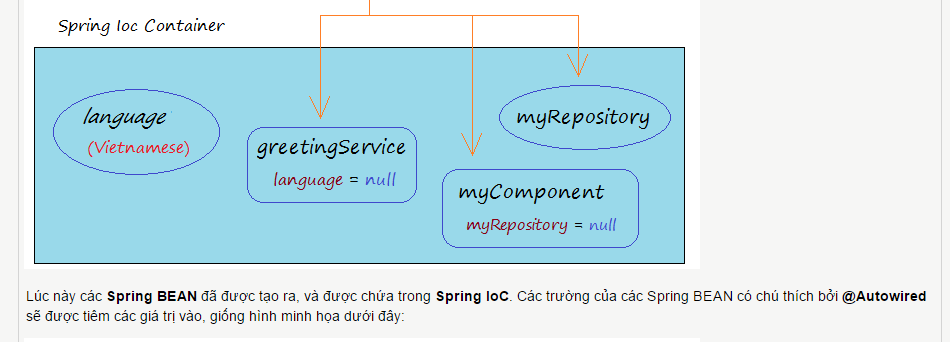 Spring Ioc Container
language
(Vietnamese)
greetingService
language = null
myRepository
myComponent
myRepository = null
Lúc này các Spring BEAN đã được tạo ra, và được chứa trong Spring IoC. Các trường của các Spring BEAN có chú thích bởi @Autowired
sẽ được tiêm các giá trị vào, giống hình minh họa dưới đây: